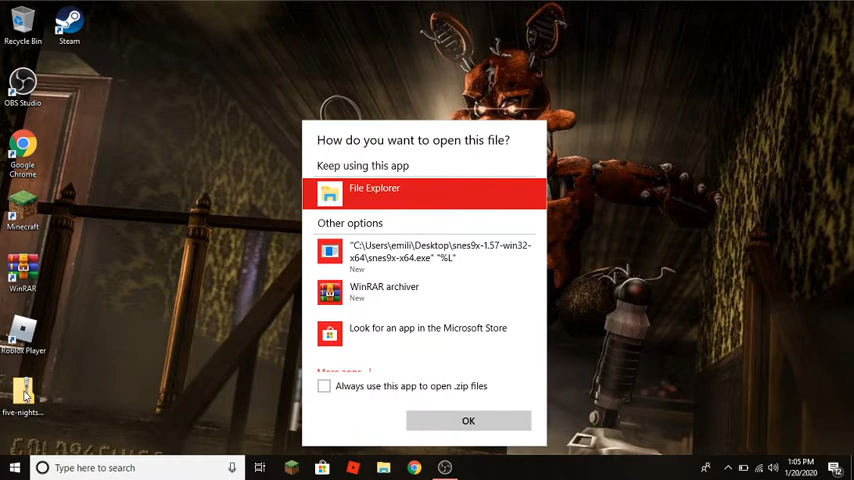 Recycle Bin
Steam
OBS Studio
Google
Chrome
Minecraft
WinRAR
Roblox Player
five-nights...
How do you want to open this file?
Keep using this app
File Explorer
Other options
"C:\Users\emili\Desktop\snes9x-1.57-win32-
x64\snes9x-x64.exe" "%L"
New
WinRAR archiver
New
Look for an app in the Microsoft Store
More apps
Always use this app to open .zip files
OK
Type here to search
1:05 PM
1/20/2020